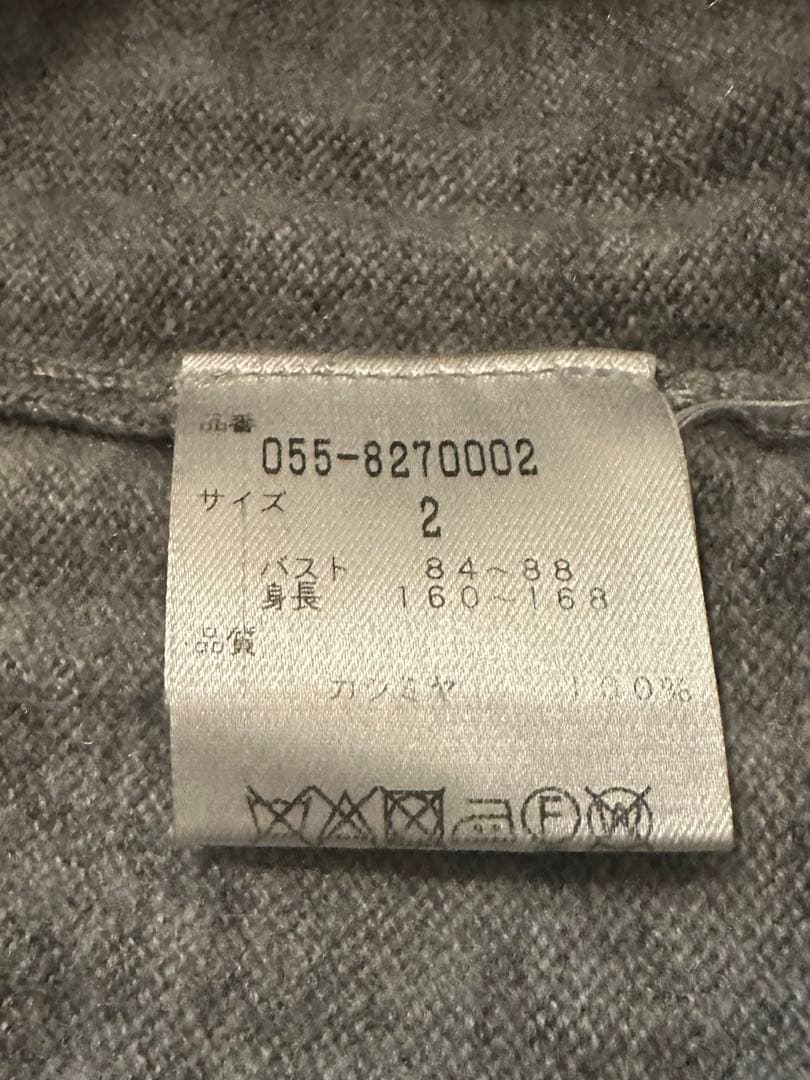 品番
055-8270002
サイズ
2
バスト 84~88
身長 160~168
品質
カシミヤ 100%
F
W